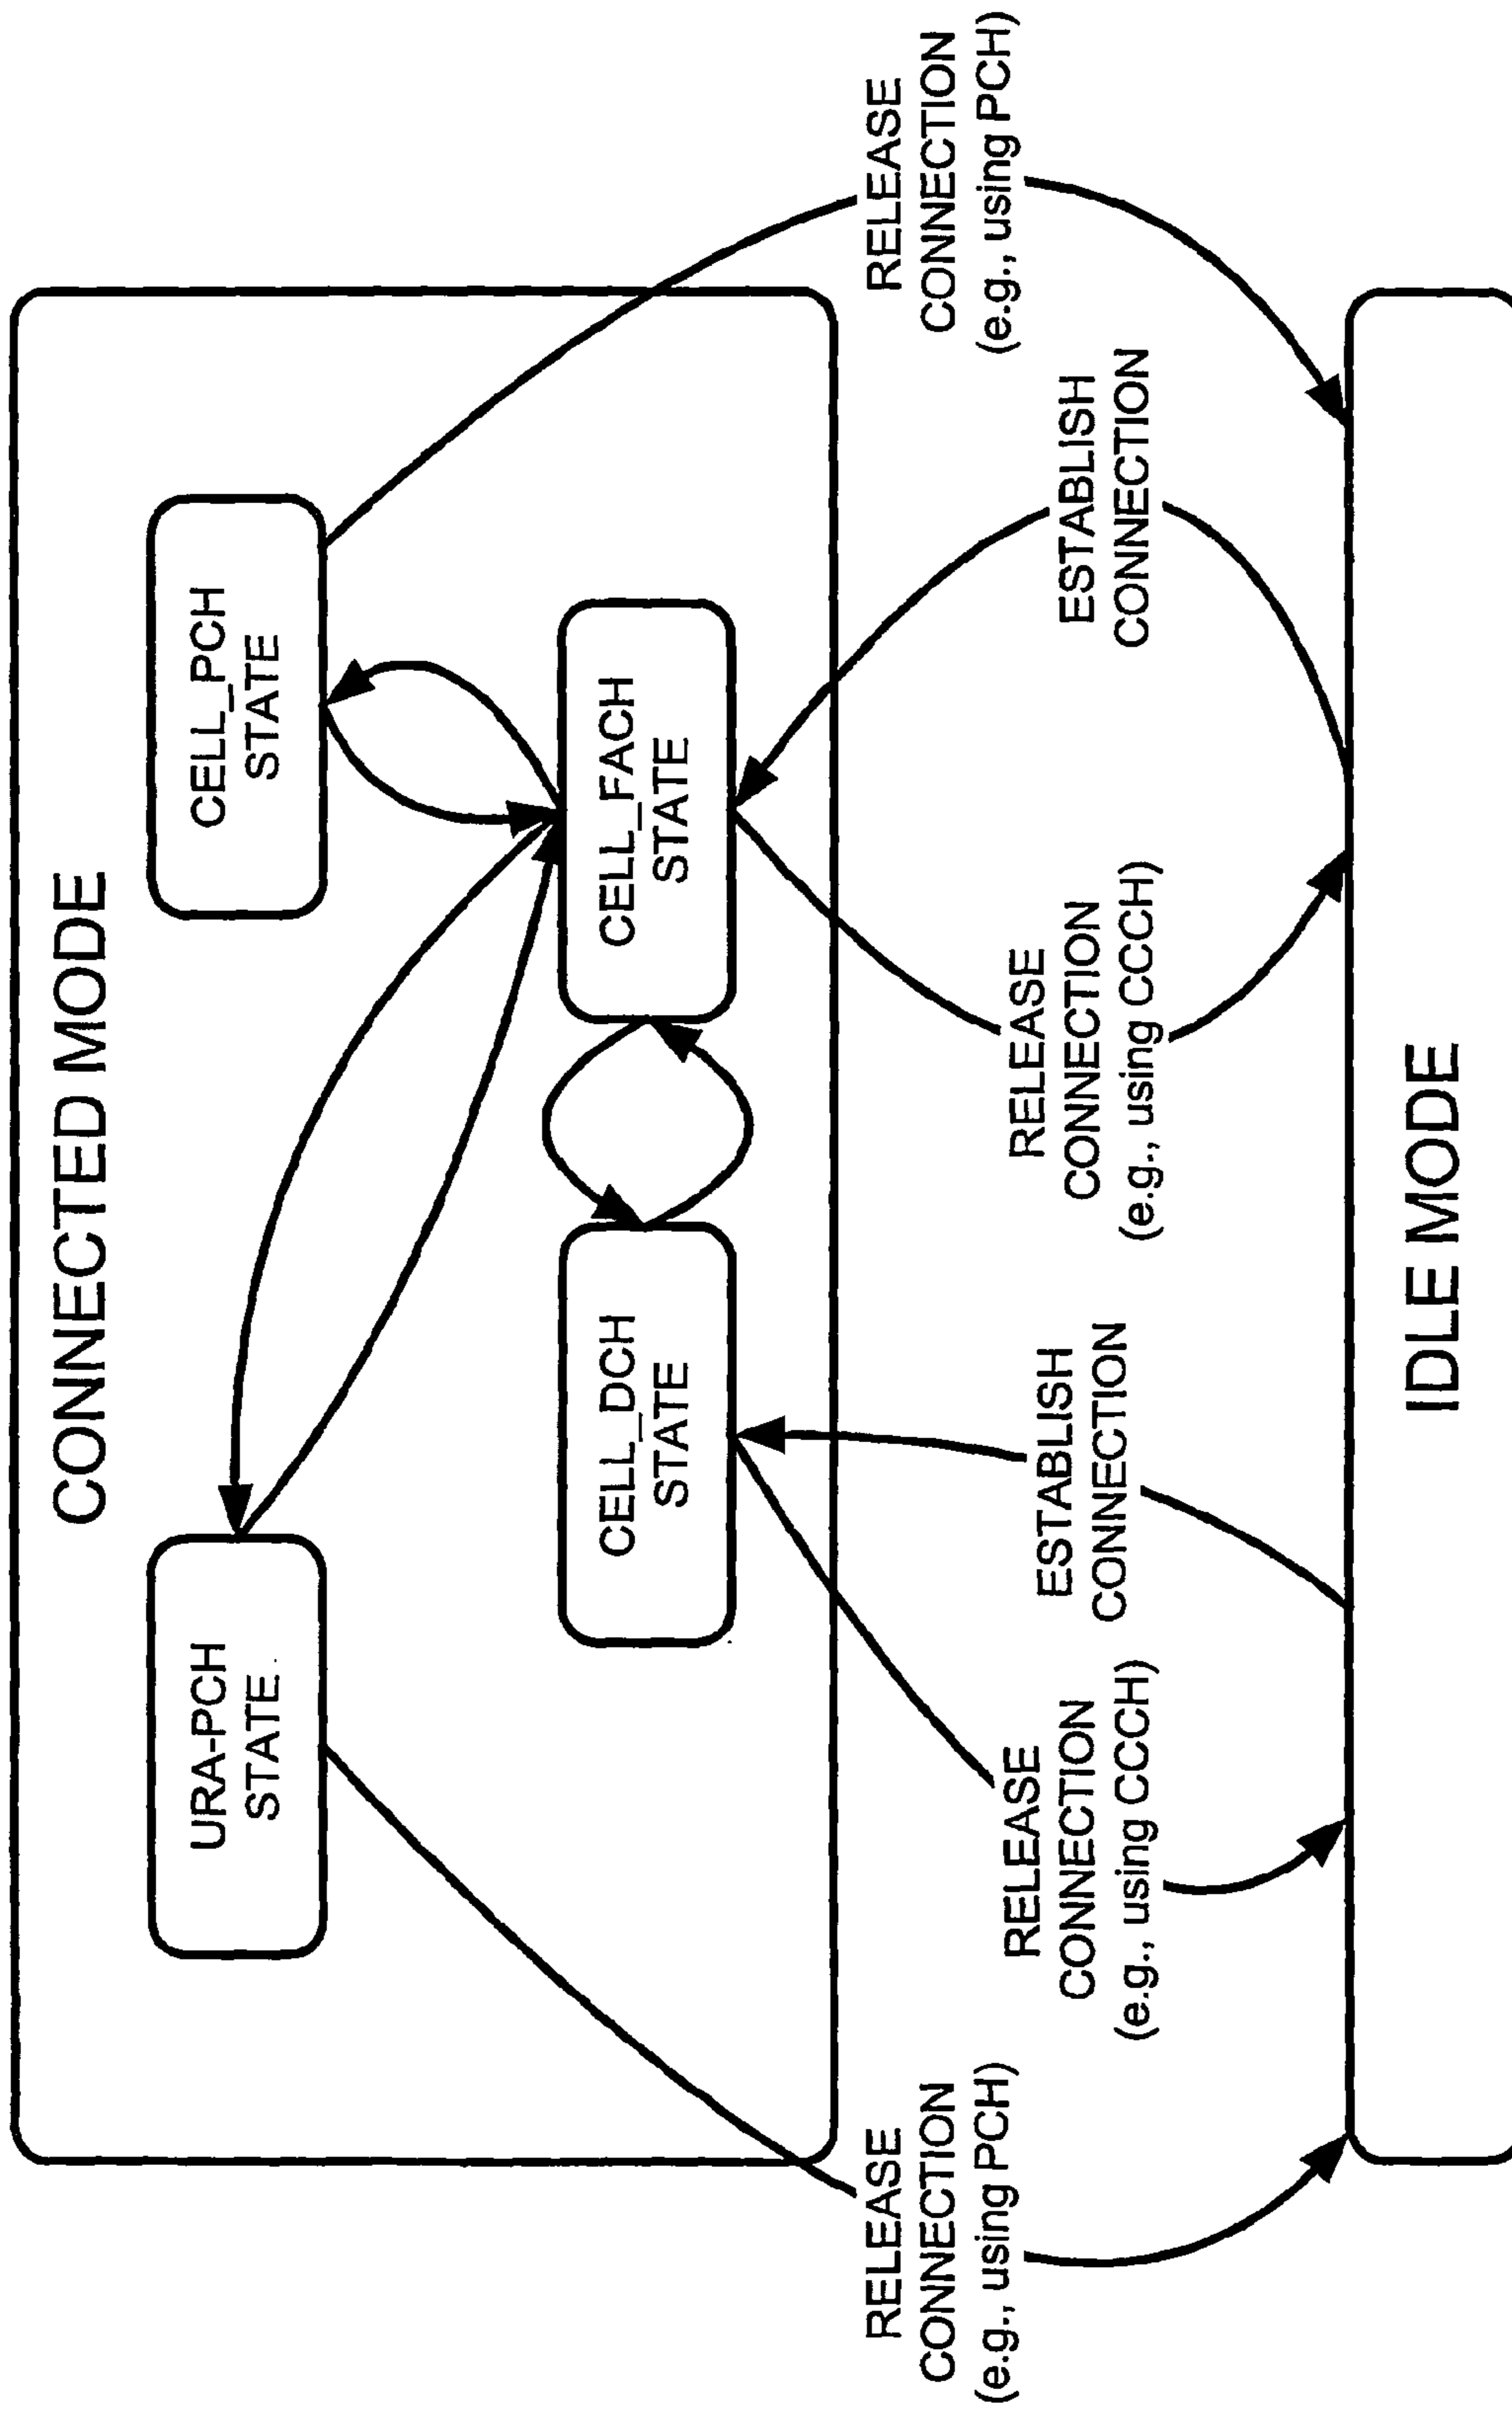 CONNECTED MODE
URA-PCH
STATE
CELL_PCH
STATE
CELL_DCH
STATE
CELL_FACH
STATE
RELEASE
CONNECTION
(e.g., using PCH)
RELEASE
CONNECTION
(e.g., using CCCH)
ESTABLISH
CONNECTION
RELEASE
CONNECTION
(e.g., using CCCH)
ESTABLISH
CONNECTION
RELEASE
CONNECTION
(e.g., using PCH)
IDLE MODE